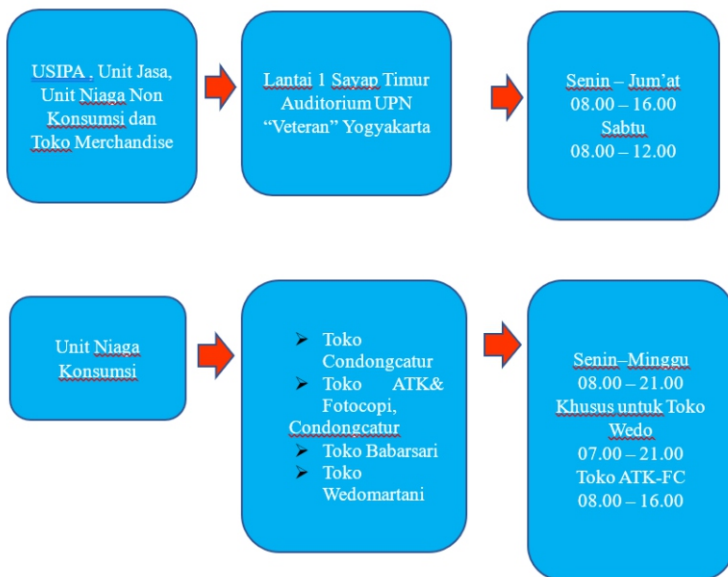 USIPA , Unit Jasa,
Unit Niaga Non
Konsumsi dan
Toko Merchandise
Lantai 1 Sayap Timur
Auditorium UPN
“Veteran” Yogyakarta
Senin – Jum’at
08.00 – 16.00
Sabtu
08.00 – 12.00
Unit Niaga
Konsumsi
➢ Toko
Condongcatur
➢ Toko ATK&
Fotocopi,
Condongcatur
➢ Toko Babarsari
➢ Toko
Wedomartani
Senin–Minggu
08.00 – 21.00
Khusus untuk Toko
Wedo
07.00 – 21.00
Toko ATK-FC
08.00 – 16.00